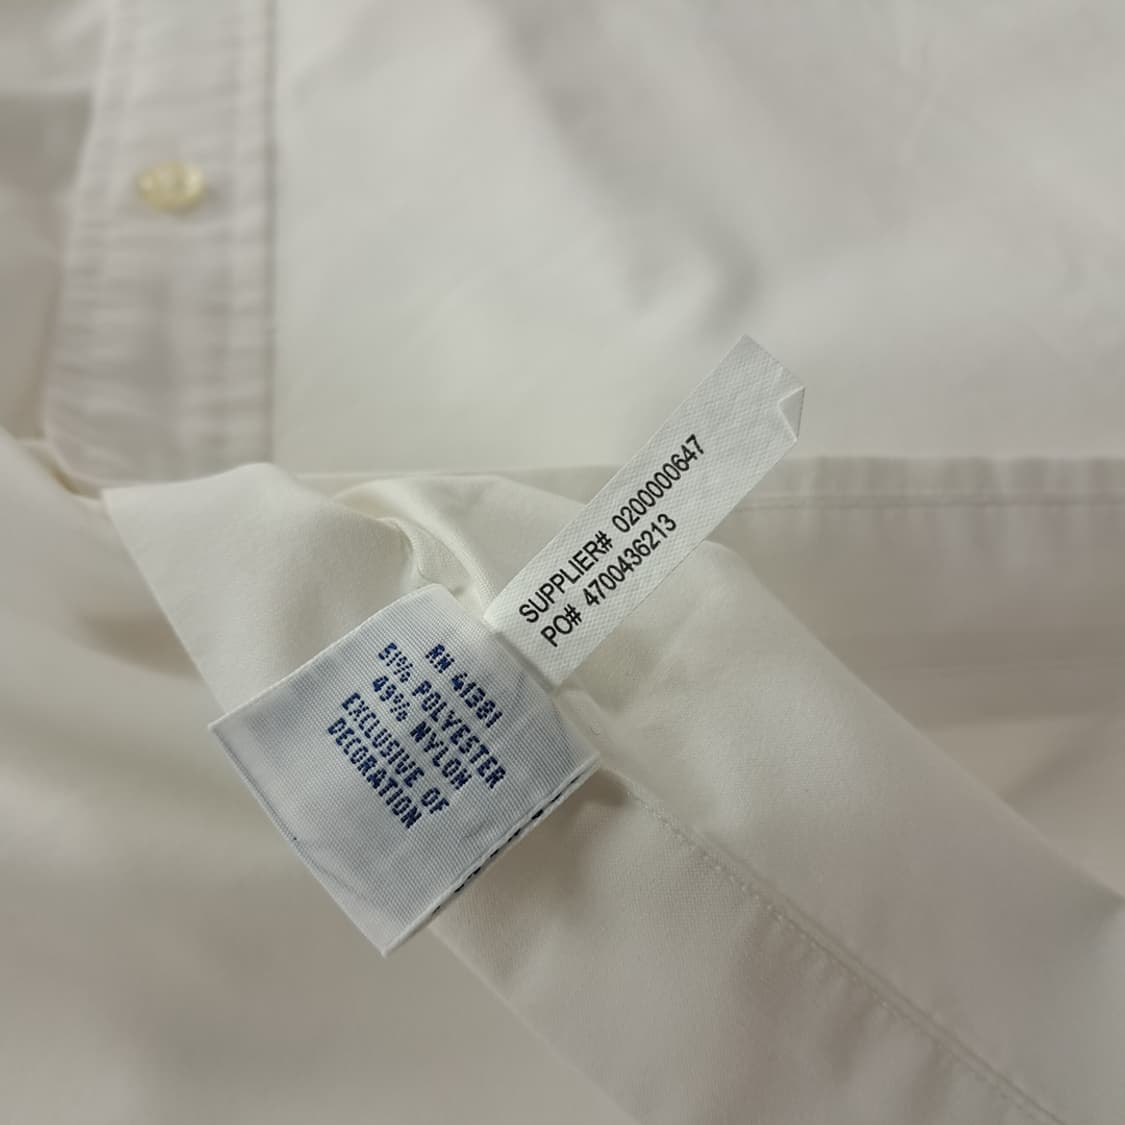 SUPPLIER# 0200000647
PO# 4700436213
RN 41381
51% POLYESTER
49% NYLON
EXCLUSIVE OF
DECORATION